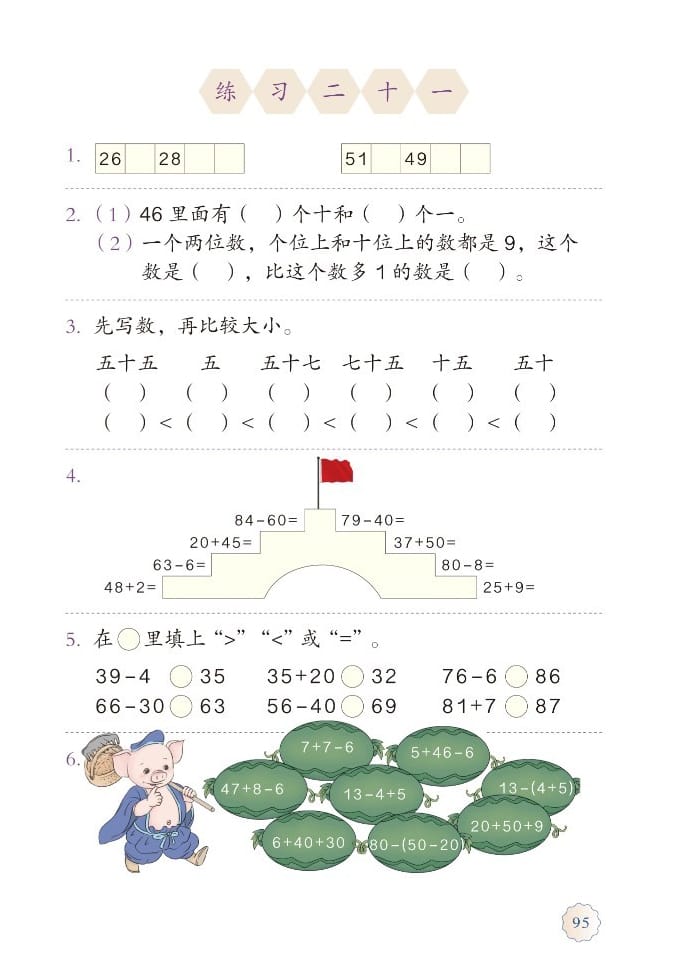 练习二十一
1. 26 28 51 49
2.（1）46 里面有（ ）个十和（ ）个一。
（2）一个两位数，个位上和十位上的数都是 9，这个
数是（ ），比这个数多 1 的数是（ ）。
3. 先写数，再比较大小。
五十五 五 五十七 七十五 十五 五十
（ ） （ ） （ ） （ ） （ ） （ ）
（ ）<（ ）<（ ）<（ ）<（ ）<（ ）
4.
84-60= 79-40=
20+45= 37+50=
63-6= 80-8=
48+2= 25+9=
5. 在○里填上“>”“<”或“=”。
39-4 ○ 35 35+20 ○ 32 76-6 ○ 86
66-30 ○ 63 56-40 ○ 69 81+7 ○ 87
6.
7+7-6 5+46-6
47+8-6 13-4+5 13-(4+5)
6+40+30 80-(50-20) 20+50+9
95